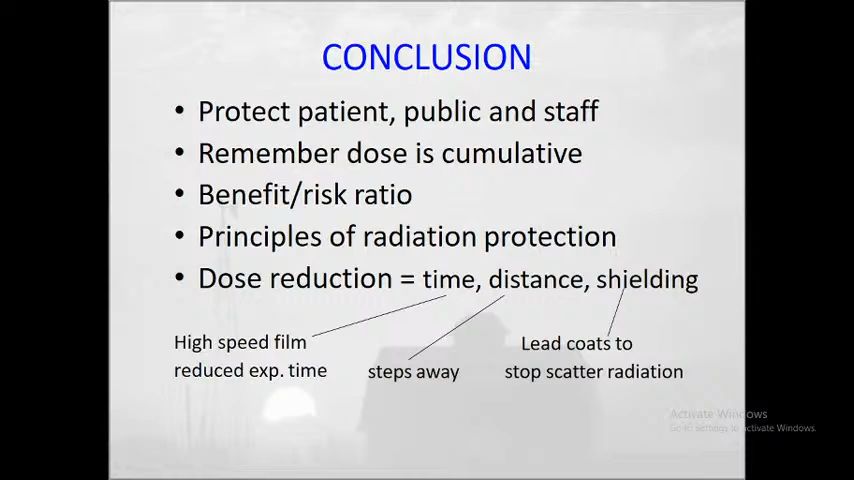 CONCLUSION
• Protect patient, public and staff
• Remember dose is cumulative
• Benefit/risk ratio
• Principles of radiation protection
• Dose reduction = time, distance, shielding
High speed film
reduced exp. time
steps away
Lead coats to
stop scatter radiation
Activate Windows
Go to Settings to activate Windows.